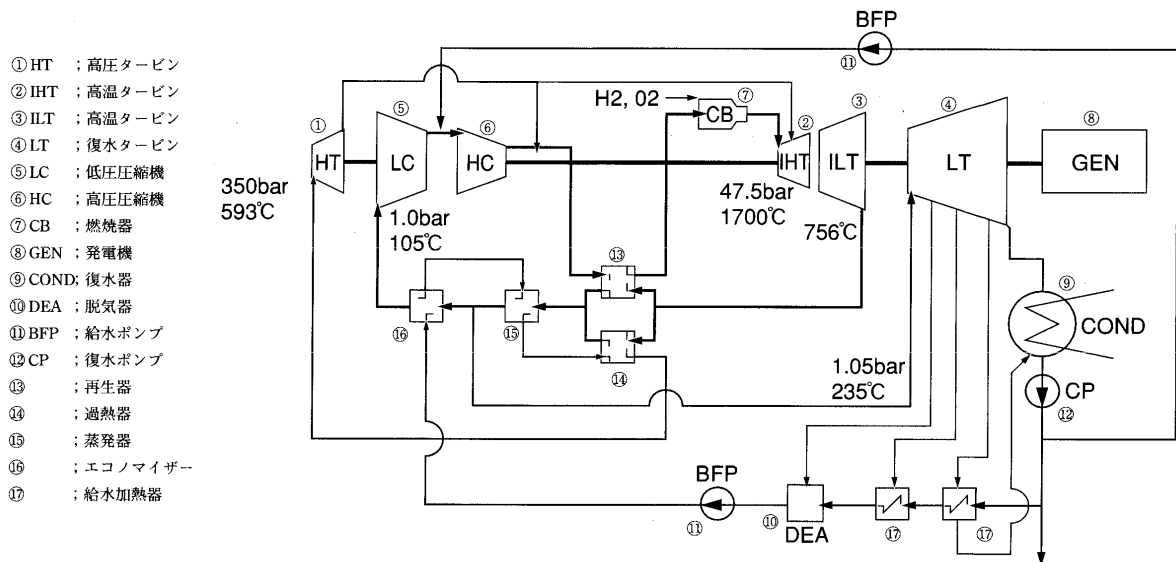 ①HT ；高圧タービン
②IHT ；高温タービン
③ILT ；高温タービン
④LT ；復水タービン
⑤LC ；低圧圧縮機
⑥HC ；高圧圧縮機
⑦CB ；燃焼器
⑧GEN ；発電機
⑨COND；復水器
⑩DEA ；脱気器
⑪BFP ；給水ポンプ
⑫CP ；復水ポンプ
⑬ ；再生器
⑭ ；過熱器
⑮ ；蒸発器
⑯ ；エコノマイザー
⑰ ；給水加熱器
BFP
⑪
H2, 02
⑦
CB
①
HT
⑤
LC
⑥
HC
②
IHT
③
ILT
④
LT
⑧
GEN
350bar
593℃
1.0bar
105℃
47.5bar
1700℃
756℃
⑬
⑯
⑮
⑭
⑨
COND
1.05bar
235℃
CP
⑫
BFP
⑪
⑩
DEA
⑰
⑰